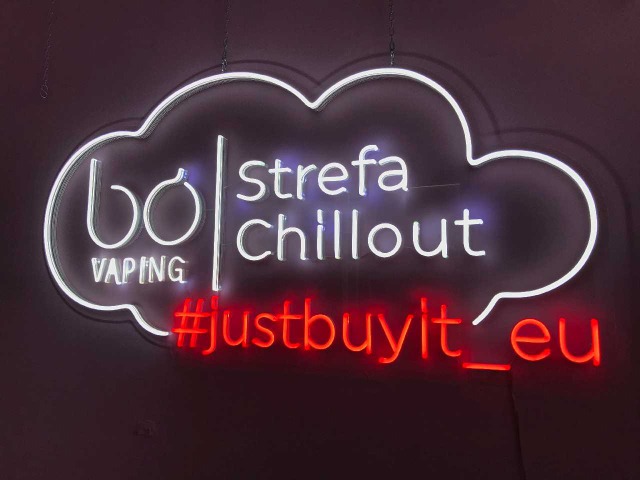 bo
VAPING
strefa
chillout
#justbuyit_eu